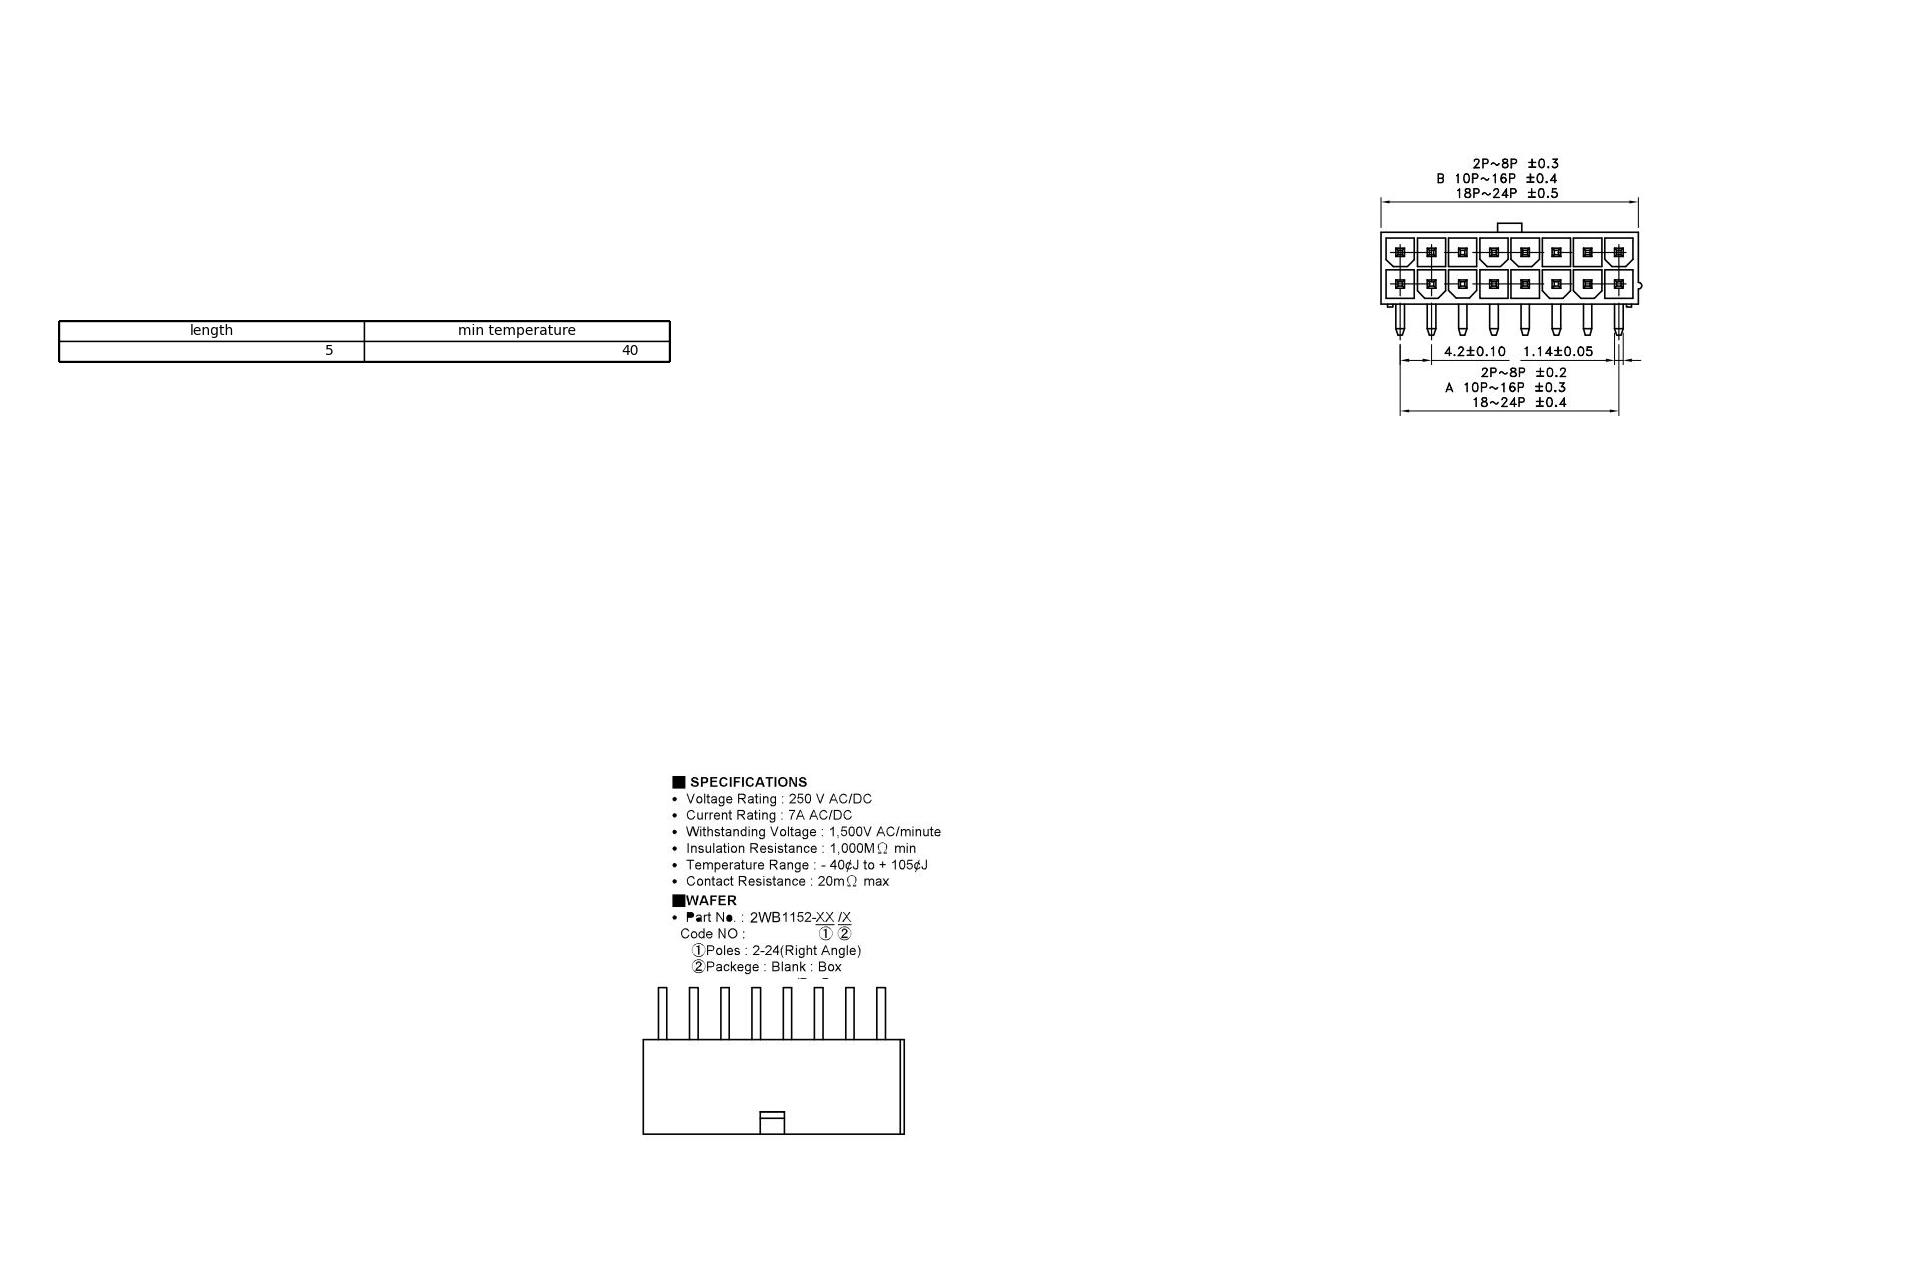 2P~8P ±0.3
B 10P~16P ±0.4
18P~24P ±0.5
length min temperature
5 40
4.2±0.10 1.14±0.05
2P~8P ±0.2
A 10P~16P ±0.3
18~24P ±0.4
■ SPECIFICATIONS
• Voltage Rating : 250 V AC/DC
• Current Rating : 7A AC/DC
• Withstanding Voltage : 1,500V AC/minute
• Insulation Resistance : 1,000MΩ min
• Temperature Range : - 40¢J to + 105¢J
• Contact Resistance : 20mΩ max
■WAFER
• Part No. : 2WB1152-XX /X
Code NO : ① ②
①Poles : 2-24(Right Angle)
②Packege : Blank : Box